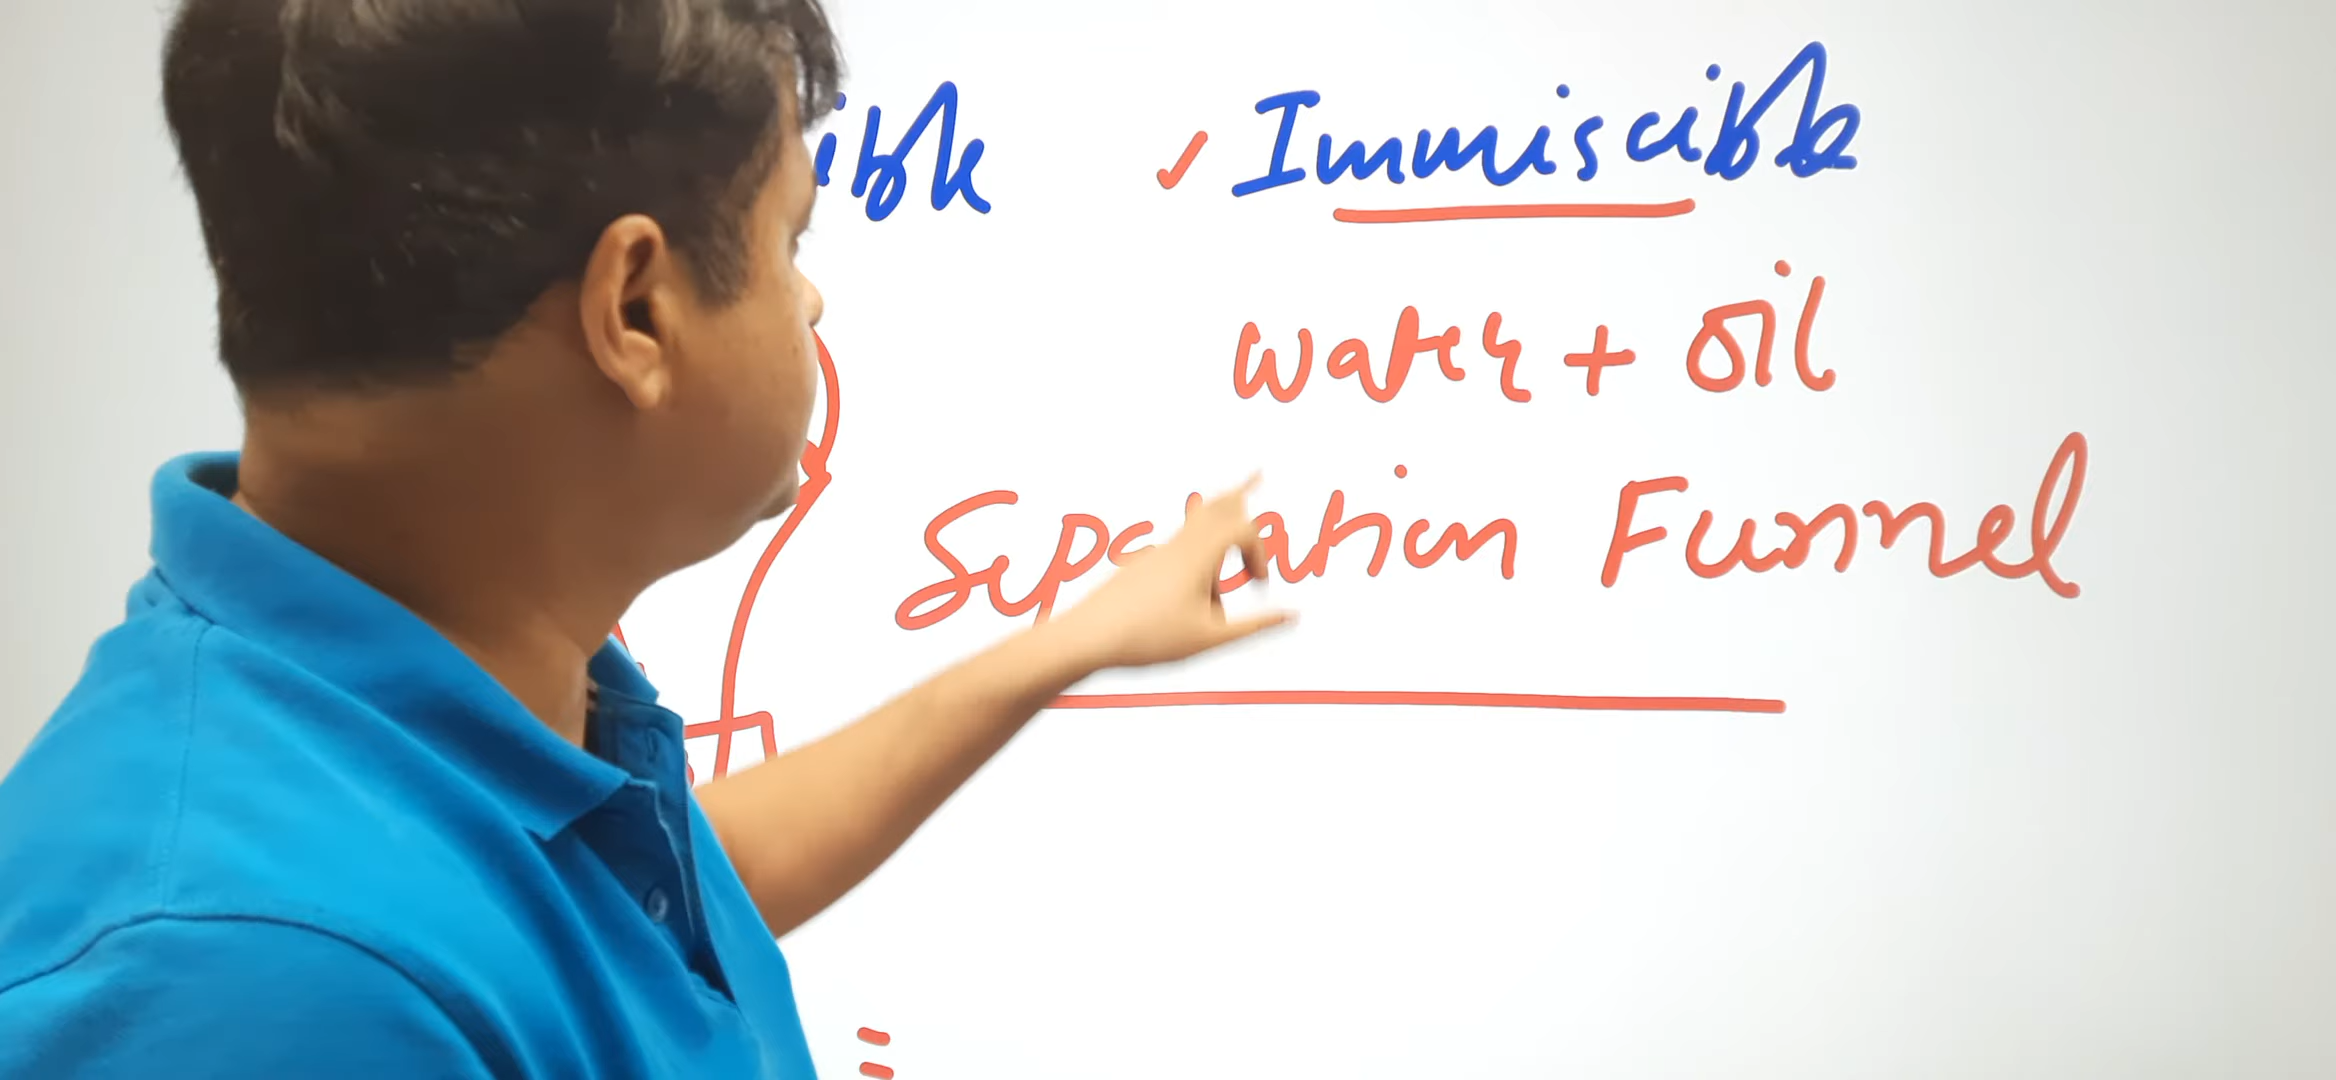 ible ✓ Immiscible
Water + Oil
Separation Funnel
=